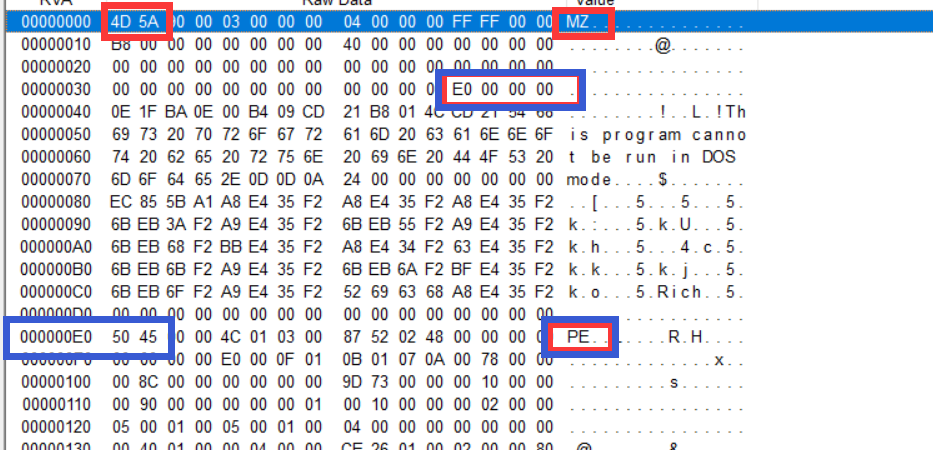 RVA Raw Data Value
00000000 4D 5A 00 03 00 00 00 04 00 00 00 FF FF 00 00 MZ..............
00000010 B8 00 00 00 00 00 00 00 40 00 00 00 00 00 00 00 ........@.......
00000020 00 00 00 00 00 00 00 00 00 00 00 00 00 00 00 00 ................
00000030 00 00 00 00 00 00 00 00 00 00 00 E0 00 00 00 ................
00000040 0E 1F BA 0E 00 B4 09 CD 21 B8 01 4C CD 21 54 68 ........!..L.!Th
00000050 69 73 20 70 72 6F 67 72 61 6D 20 63 61 6E 6E 6F is program canno
00000060 74 20 62 65 20 72 75 6E 20 69 6E 20 44 4F 53 20 t be run in DOS
00000070 6D 6F 64 65 2E 0D 0D 0A 24 00 00 00 00 00 00 00 mode....$.......
00000080 EC 85 5B A1 A8 E4 35 F2 A8 E4 35 F2 A8 E4 35 F2 ..[...5...5...5.
00000090 6B EB 3A F2 A9 E4 35 F2 6B EB 55 F2 A9 E4 35 F2 k.:...5.k.U...5.
000000A0 6B EB 68 F2 BB E4 35 F2 A8 E4 34 F2 63 E4 35 F2 k.h...5...4.c.5.
000000B0 6B EB 6B F2 A9 E4 35 F2 6B EB 6A F2 BF E4 35 F2 k.k...5.k.j...5.
000000C0 6B EB 6F F2 A9 E4 35 F2 52 69 63 68 A8 E4 35 F2 k.o...5.Rich..5.
000000D0 00 00 00 00 00 00 00 00 00 00 00 00 00 00 00 00 ................
000000E0 50 45 00 4C 01 03 00 87 52 02 48 00 00 00 PE.......R.H....
000000F0 00 00 00 00 E0 00 0F 01 0B 01 07 0A 00 78 00 00 .............x..
00000100 00 8C 00 00 00 00 00 00 9D 73 00 00 00 10 00 00 .........s......
00000110 00 90 00 00 00 00 00 01 00 10 00 00 00 02 00 00 ................
00000120 05 00 01 00 05 00 01 00 04 00 00 00 00 00 00 00 ................
00000130 00 40 01 00 00 04 00 00 CE 26 01 00 02 00 00 80 .@.......&......